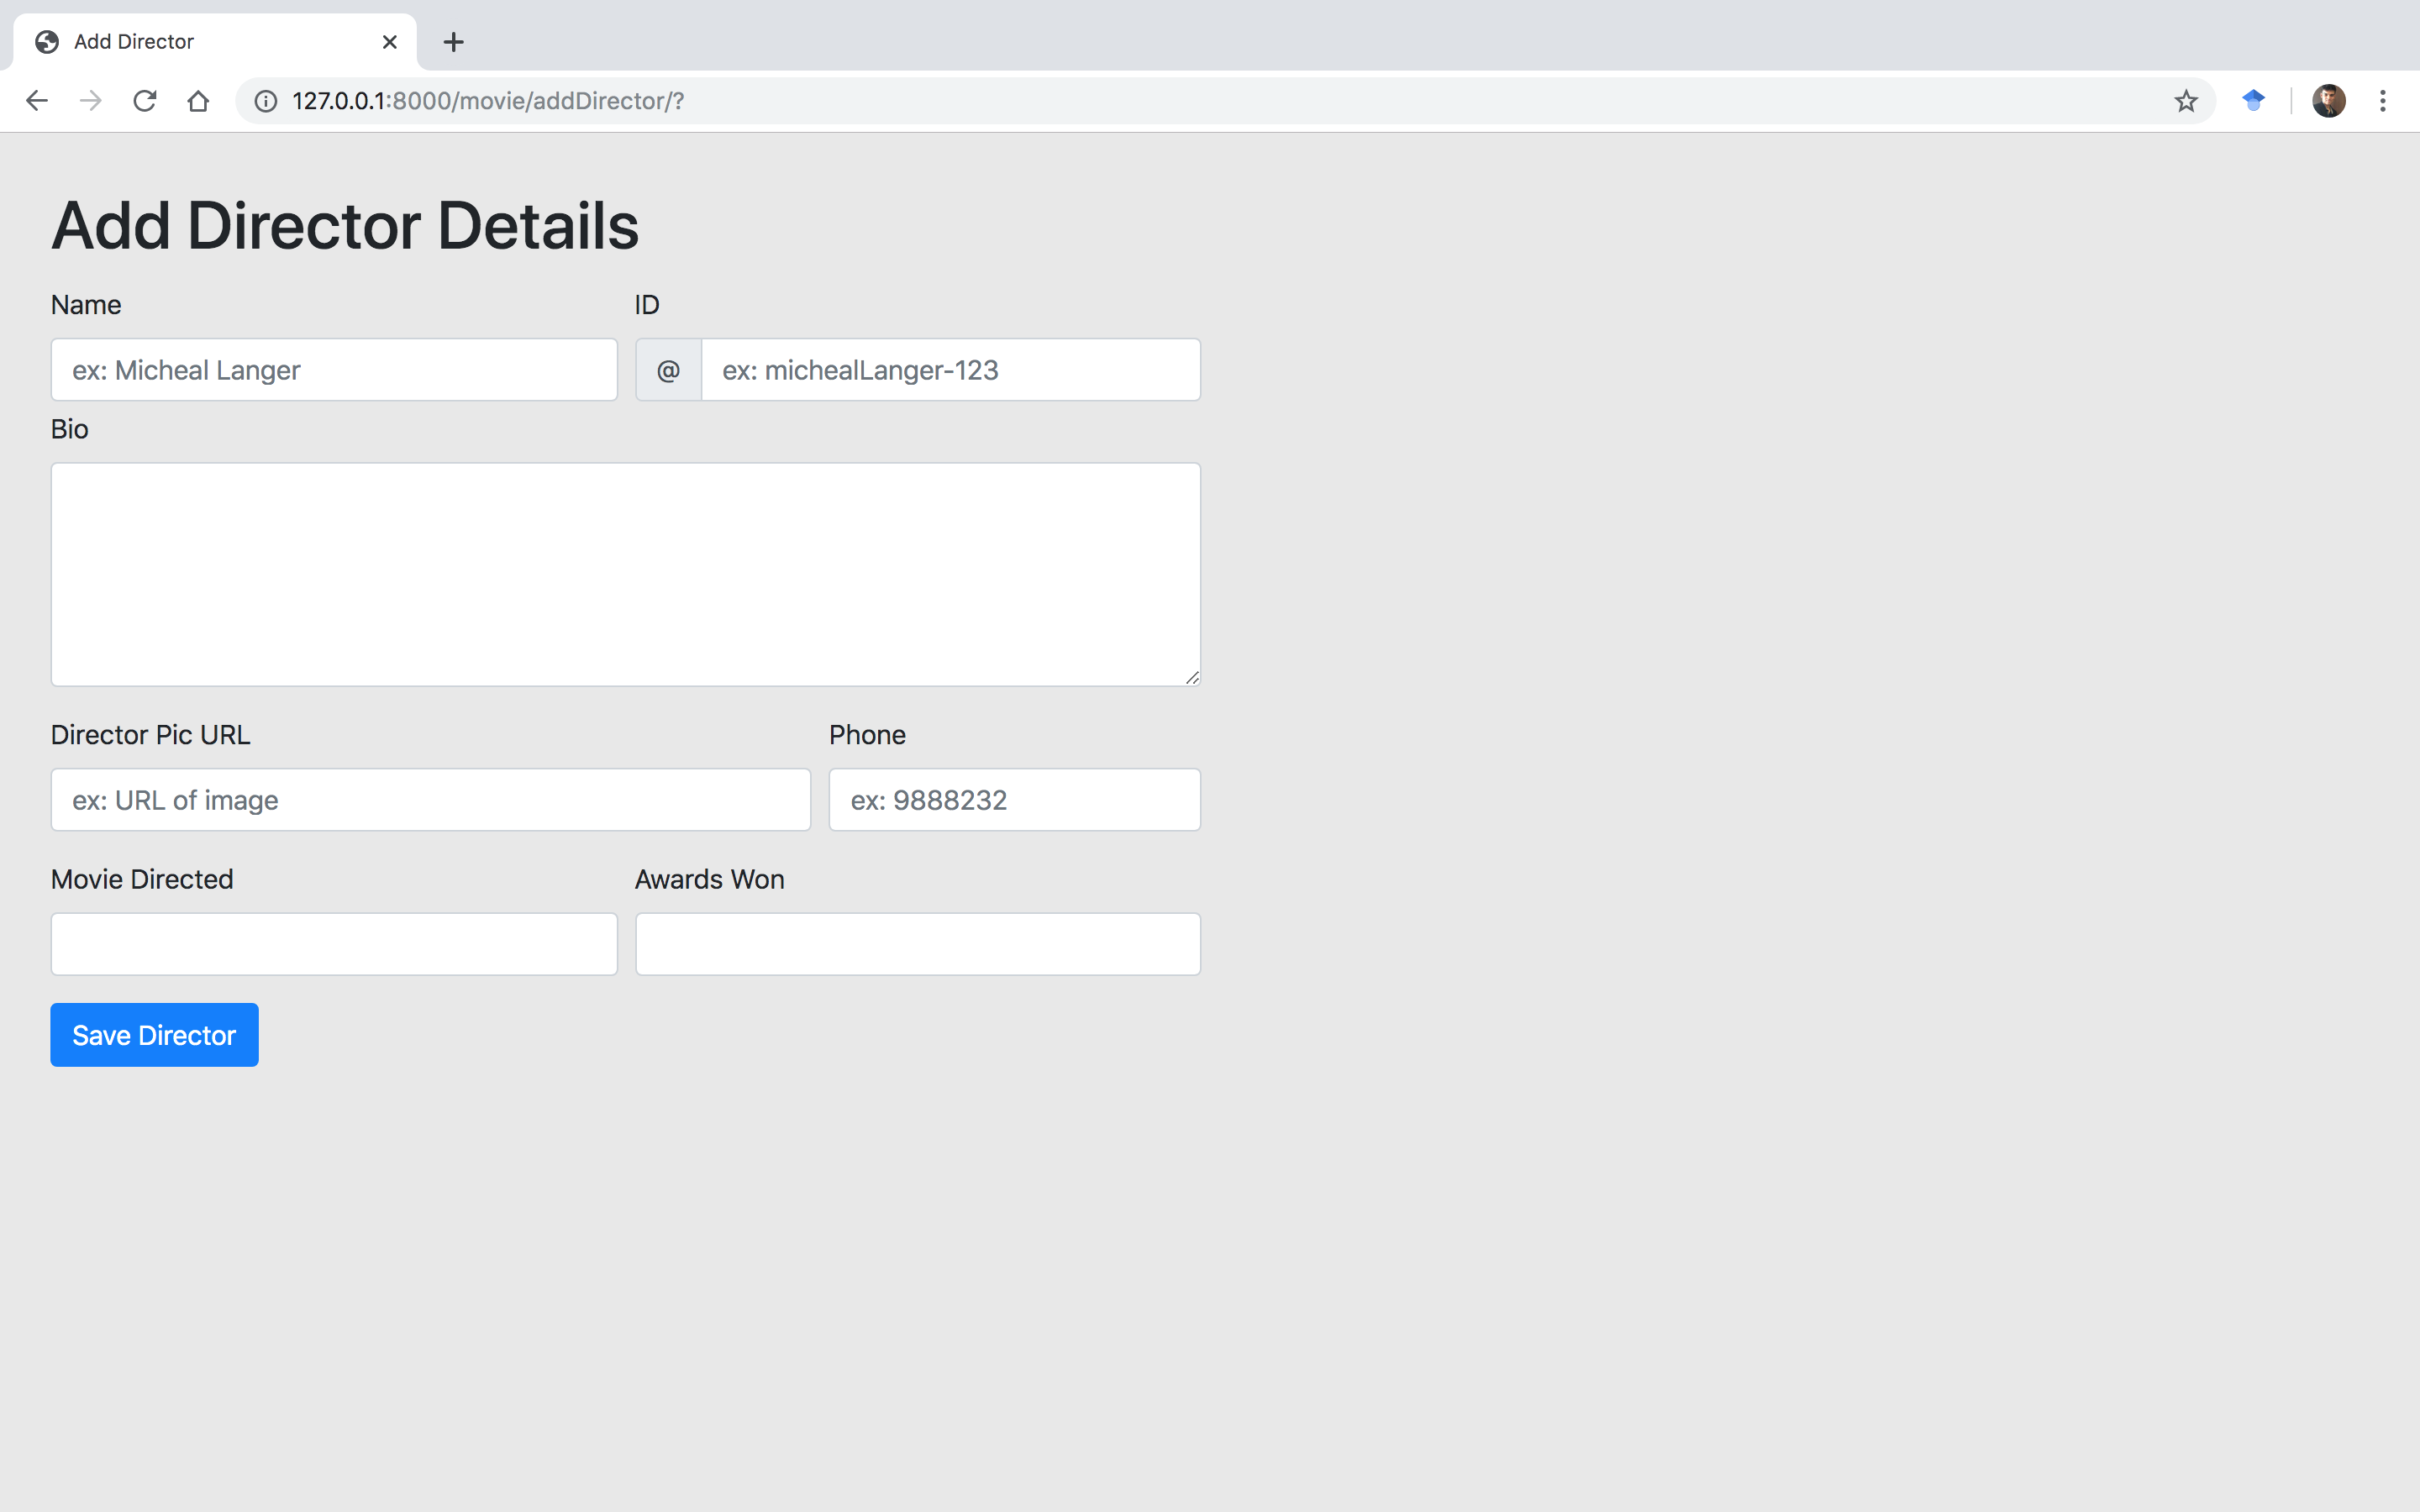 Add Director
127.0.0.1:8000/movie/addDirector/?
Add Director Details
Name ID
ex: Micheal Langer @ ex: michealLanger-123
Bio
Director Pic URL Phone
ex: URL of image ex: 9888232
Movie Directed Awards Won
Save Director